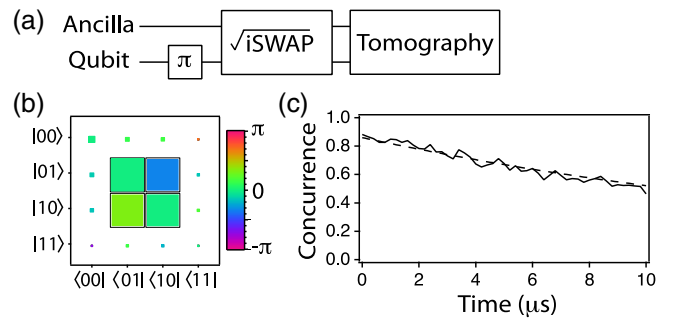 (a)
Ancilla
Qubit
π
√iSWAP
Tomography
(b)
|00⟩
|01⟩
|10⟩
|11⟩
⟨00| ⟨01| ⟨10| ⟨11|
π
0
-π
(c)
Concurrence
1.0
0.8
0.6
0.4
0.2
0.0
0 2 4 6 8 10
Time (μs)